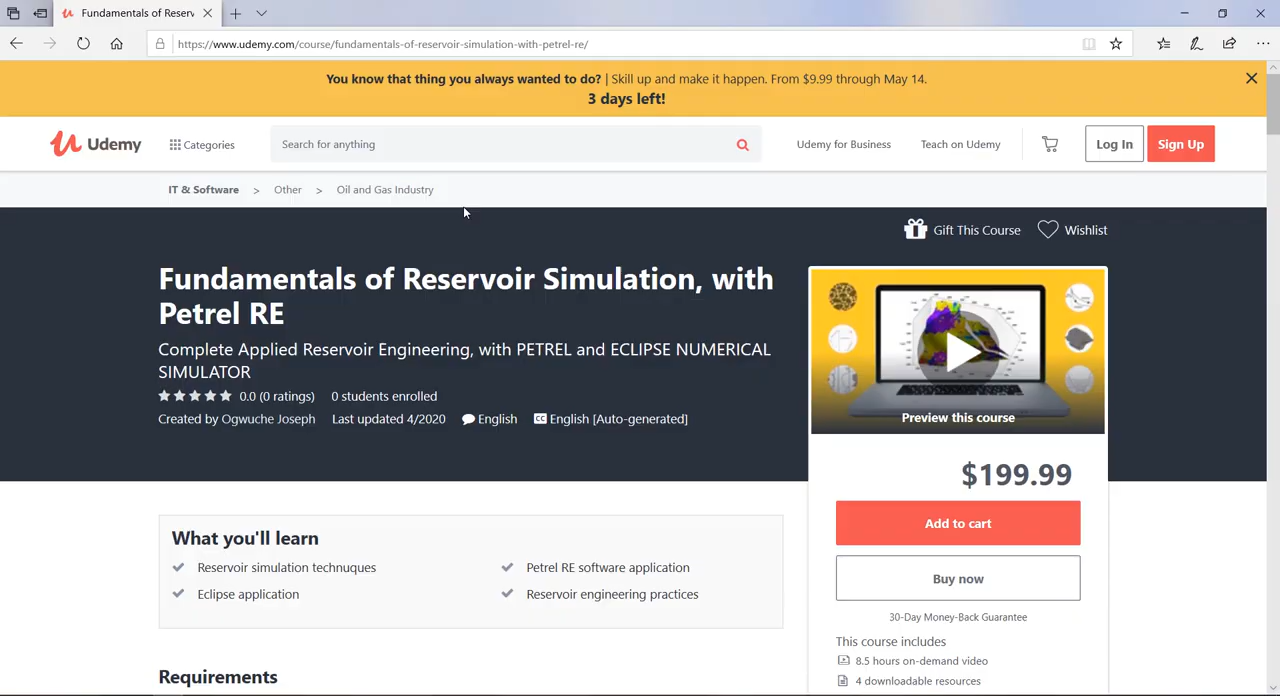 Fundamentals of Reserv
https://www.udemy.com/course/fundamentals-of-reservoir-simulation-with-petrel-re/
You know that thing you always wanted to do? | Skill up and make it happen. From $9.99 through May 14.
3 days left!
Udemy
Categories
Search for anything
Udemy for Business
Teach on Udemy
Log In
Sign Up
IT & Software > Other > Oil and Gas Industry
Gift This Course
Wishlist
Fundamentals of Reservoir Simulation, with
Petrel RE
Complete Applied Reservoir Engineering, with PETREL and ECLIPSE NUMERICAL
SIMULATOR
0.0 (0 ratings) 0 students enrolled
Created by Ogwuche Joseph Last updated 4/2020 English CC English [Auto-generated]
Preview this course
$199.99
Add to cart
Buy now
30-Day Money-Back Guarantee
This course includes
8.5 hours on-demand video
4 downloadable resources
What you'll learn
Reservoir simulation technuques
Petrel RE software application
Eclipse application
Reservoir engineering practices
Requirements